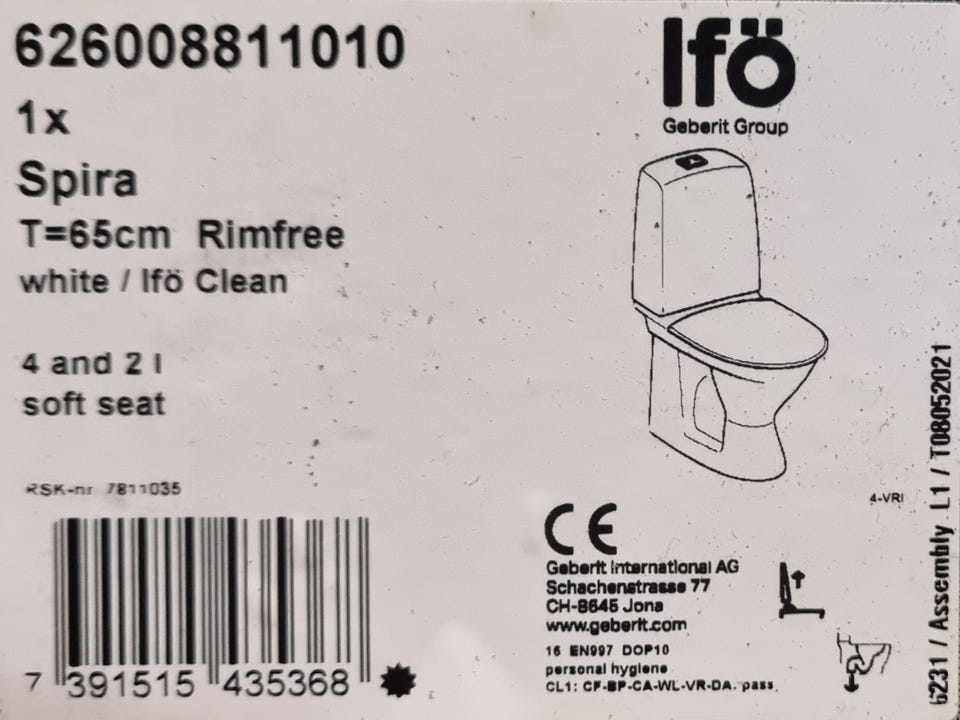 626008811010
1x
Spira
T=65cm Rimfree
white / Ifö Clean
4 and 2 l
soft seat
RSK-nr 7811035
7 391515 435368
Ifö
Geberit Group
4-VRI
CE
Geberit International AG
Schachenstrasse 77
CH-8645 Jona
www.geberit.com
16 EN997 DOP10
personal hygiene
CL1: CF-BP-CA-WL-VR-DA. pass
6231 / Assembly L1 / T08052021